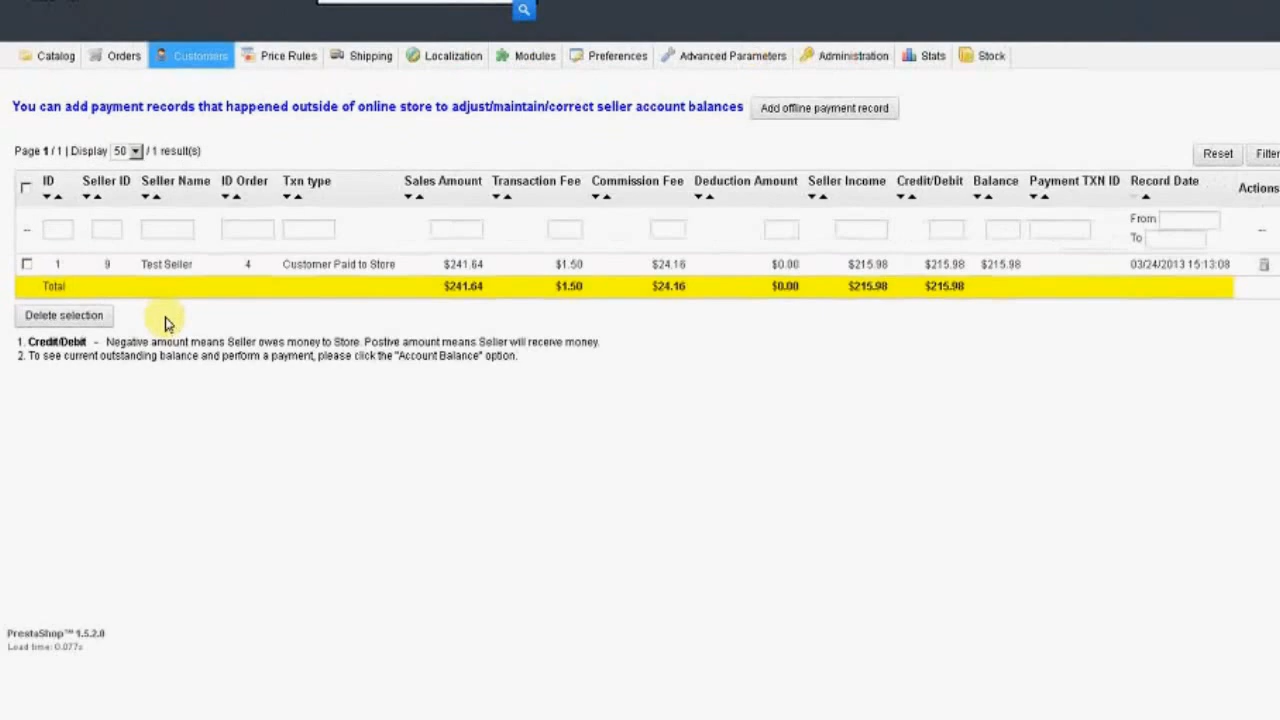 Catalog Orders Customers Price Rules Shipping Localization Modules Preferences Advanced Parameters Administration Stats Stock
You can add payment records that happened outside of online store to adjust/maintain/correct seller account balances Add offline payment record
Page 1 / 1 | Display 50 / 1 result(s)
Reset Filter
ID Seller ID Seller Name ID Order Txn type Sales Amount Transaction Fee Commission Fee Deduction Amount Seller Income Credit/Debit Balance Payment TXN ID Record Date Actions
-- From --
To
1 9 Test Seller 4 Customer Paid to Store $241.64 $1.50 $24.16 $0.00 $215.98 $215.98 $215.98 03/24/2013 15:13:08
Total $241.64 $1.50 $24.16 $0.00 $215.98 $215.98
Delete selection
1. Credit/Debit - Negative amount means Seller owes money to Store. Postive amount means Seller will receive money.
2. To see current outstanding balance and perform a payment, please click the "Account Balance" option.
PrestaShop™ 1.5.2.0
Load time: 0.077s